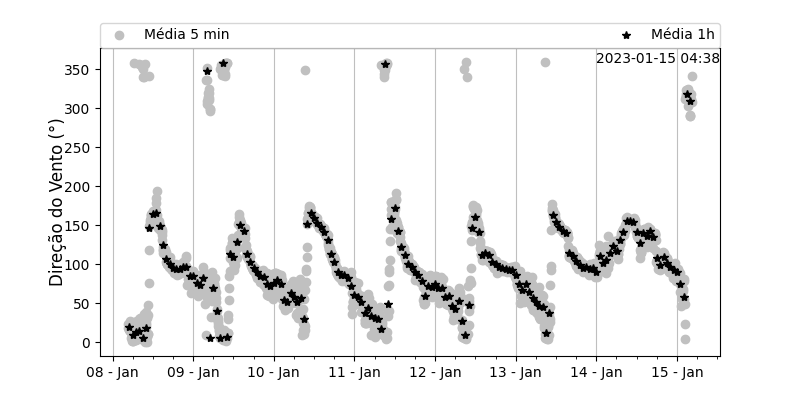 Média 5 min
Média 1h
2023-01-15 04:38
Direção do Vento (°)
350
300
250
200
150
100
50
0
08 - Jan
09 - Jan
10 - Jan
11 - Jan
12 - Jan
13 - Jan
14 - Jan
15 - Jan